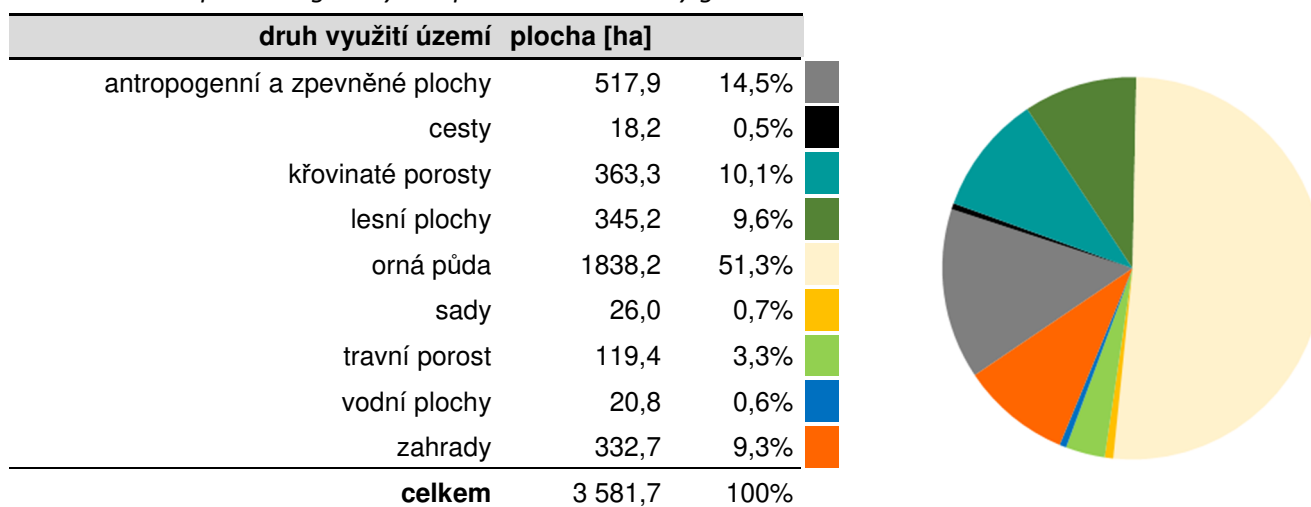 druh využití území plocha [ha]
antropogenní a zpevněné plochy 517,9 14,5%
cesty 18,2 0,5%
křovinaté porosty 363,3 10,1%
lesní plochy 345,2 9,6%
orná půda 1838,2 51,3%
sady 26,0 0,7%
travní porost 119,4 3,3%
vodní plochy 20,8 0,6%
zahrady 332,7 9,3%
celkem 3 581,7 100%